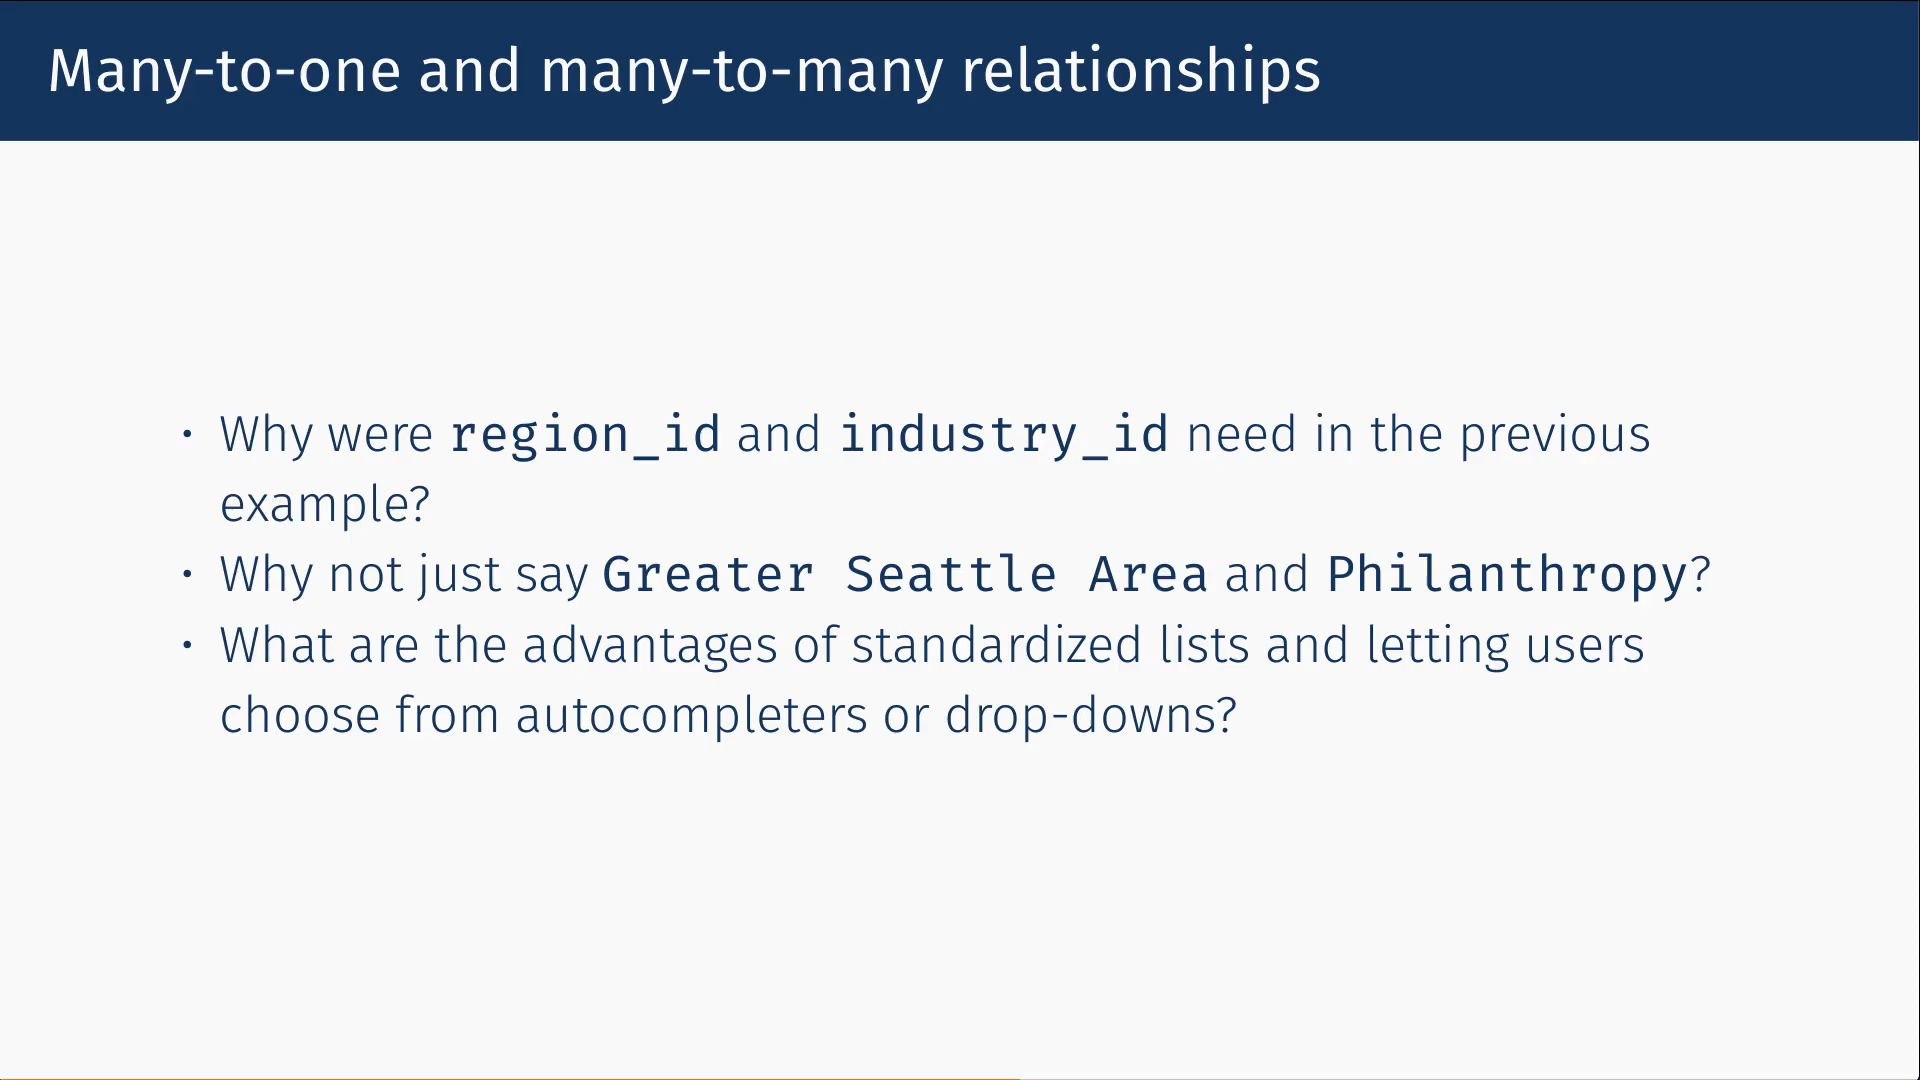 Many-to-one and many-to-many relationships
• Why were region_id and industry_id need in the previous
example?
• Why not just say Greater Seattle Area and Philanthropy?
• What are the advantages of standardized lists and letting users
choose from autocompleters or drop-downs?